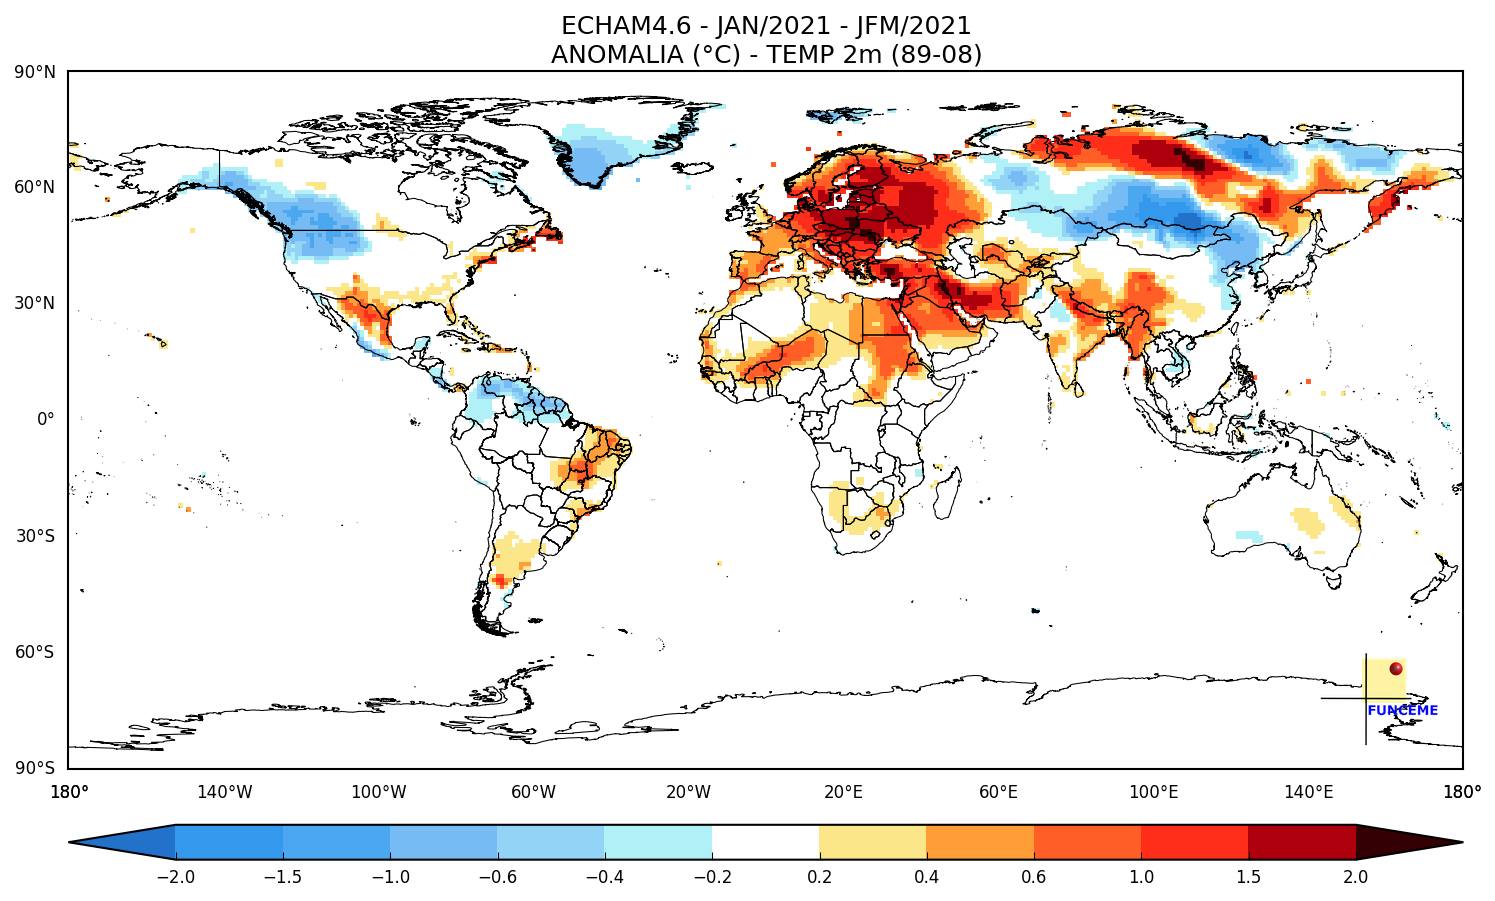 ECHAM4.6 - JAN/2021 - JFM/2021
ANOMALIA (°C) - TEMP 2m (89-08)
90°N
60°N
30°N
0°
30°S
60°S
90°S
FUNCEME
180° 140°W 100°W 60°W 20°W 20°E 60°E 100°E 140°E 180°
−2.0 −1.5 −1.0 −0.6 −0.4 −0.2 0.2 0.4 0.6 1.0 1.5 2.0